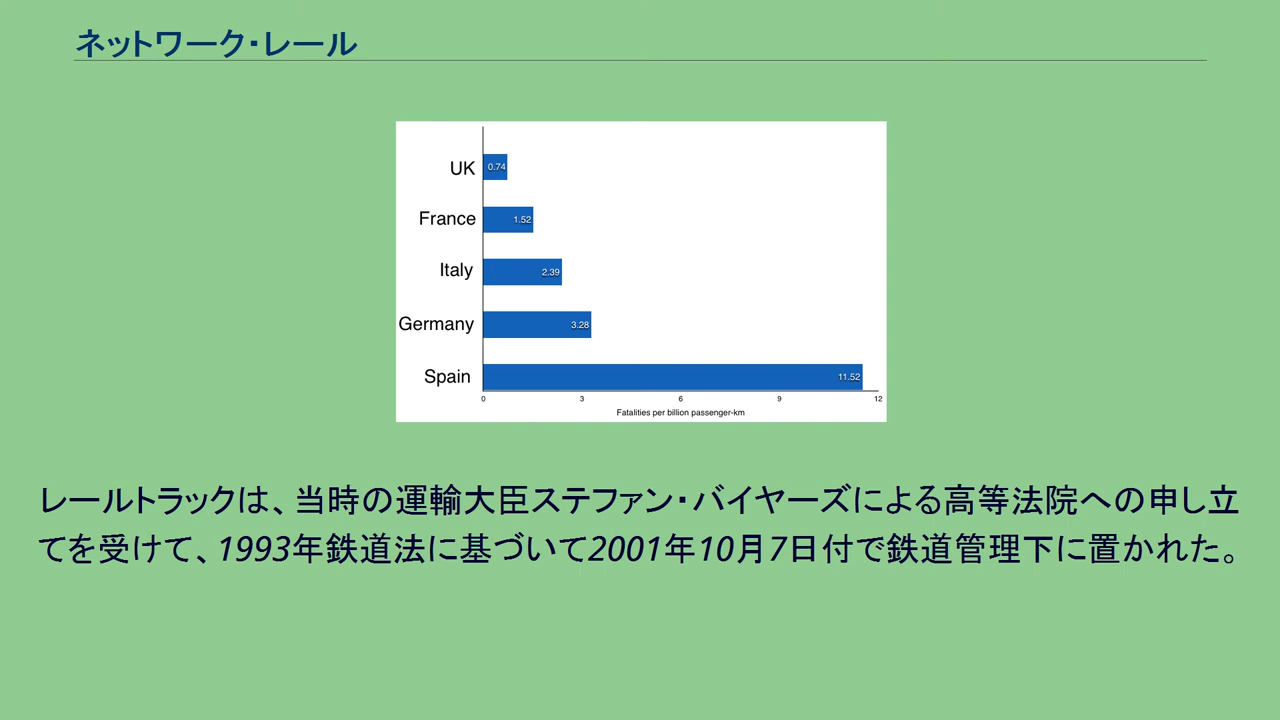 ネットワーク・レール
UK 0.74
France 1.52
Italy 2.39
Germany 3.28
Spain 11.52
0 3 6 9 12
Fatalities per billion passenger-km
レールトラックは、当時の運輸大臣ステファン・バイヤーズによる高等法院への申し立
てを受けて、1993年鉄道法に基づいて2001年10月7日付で鉄道管理下に置かれた。